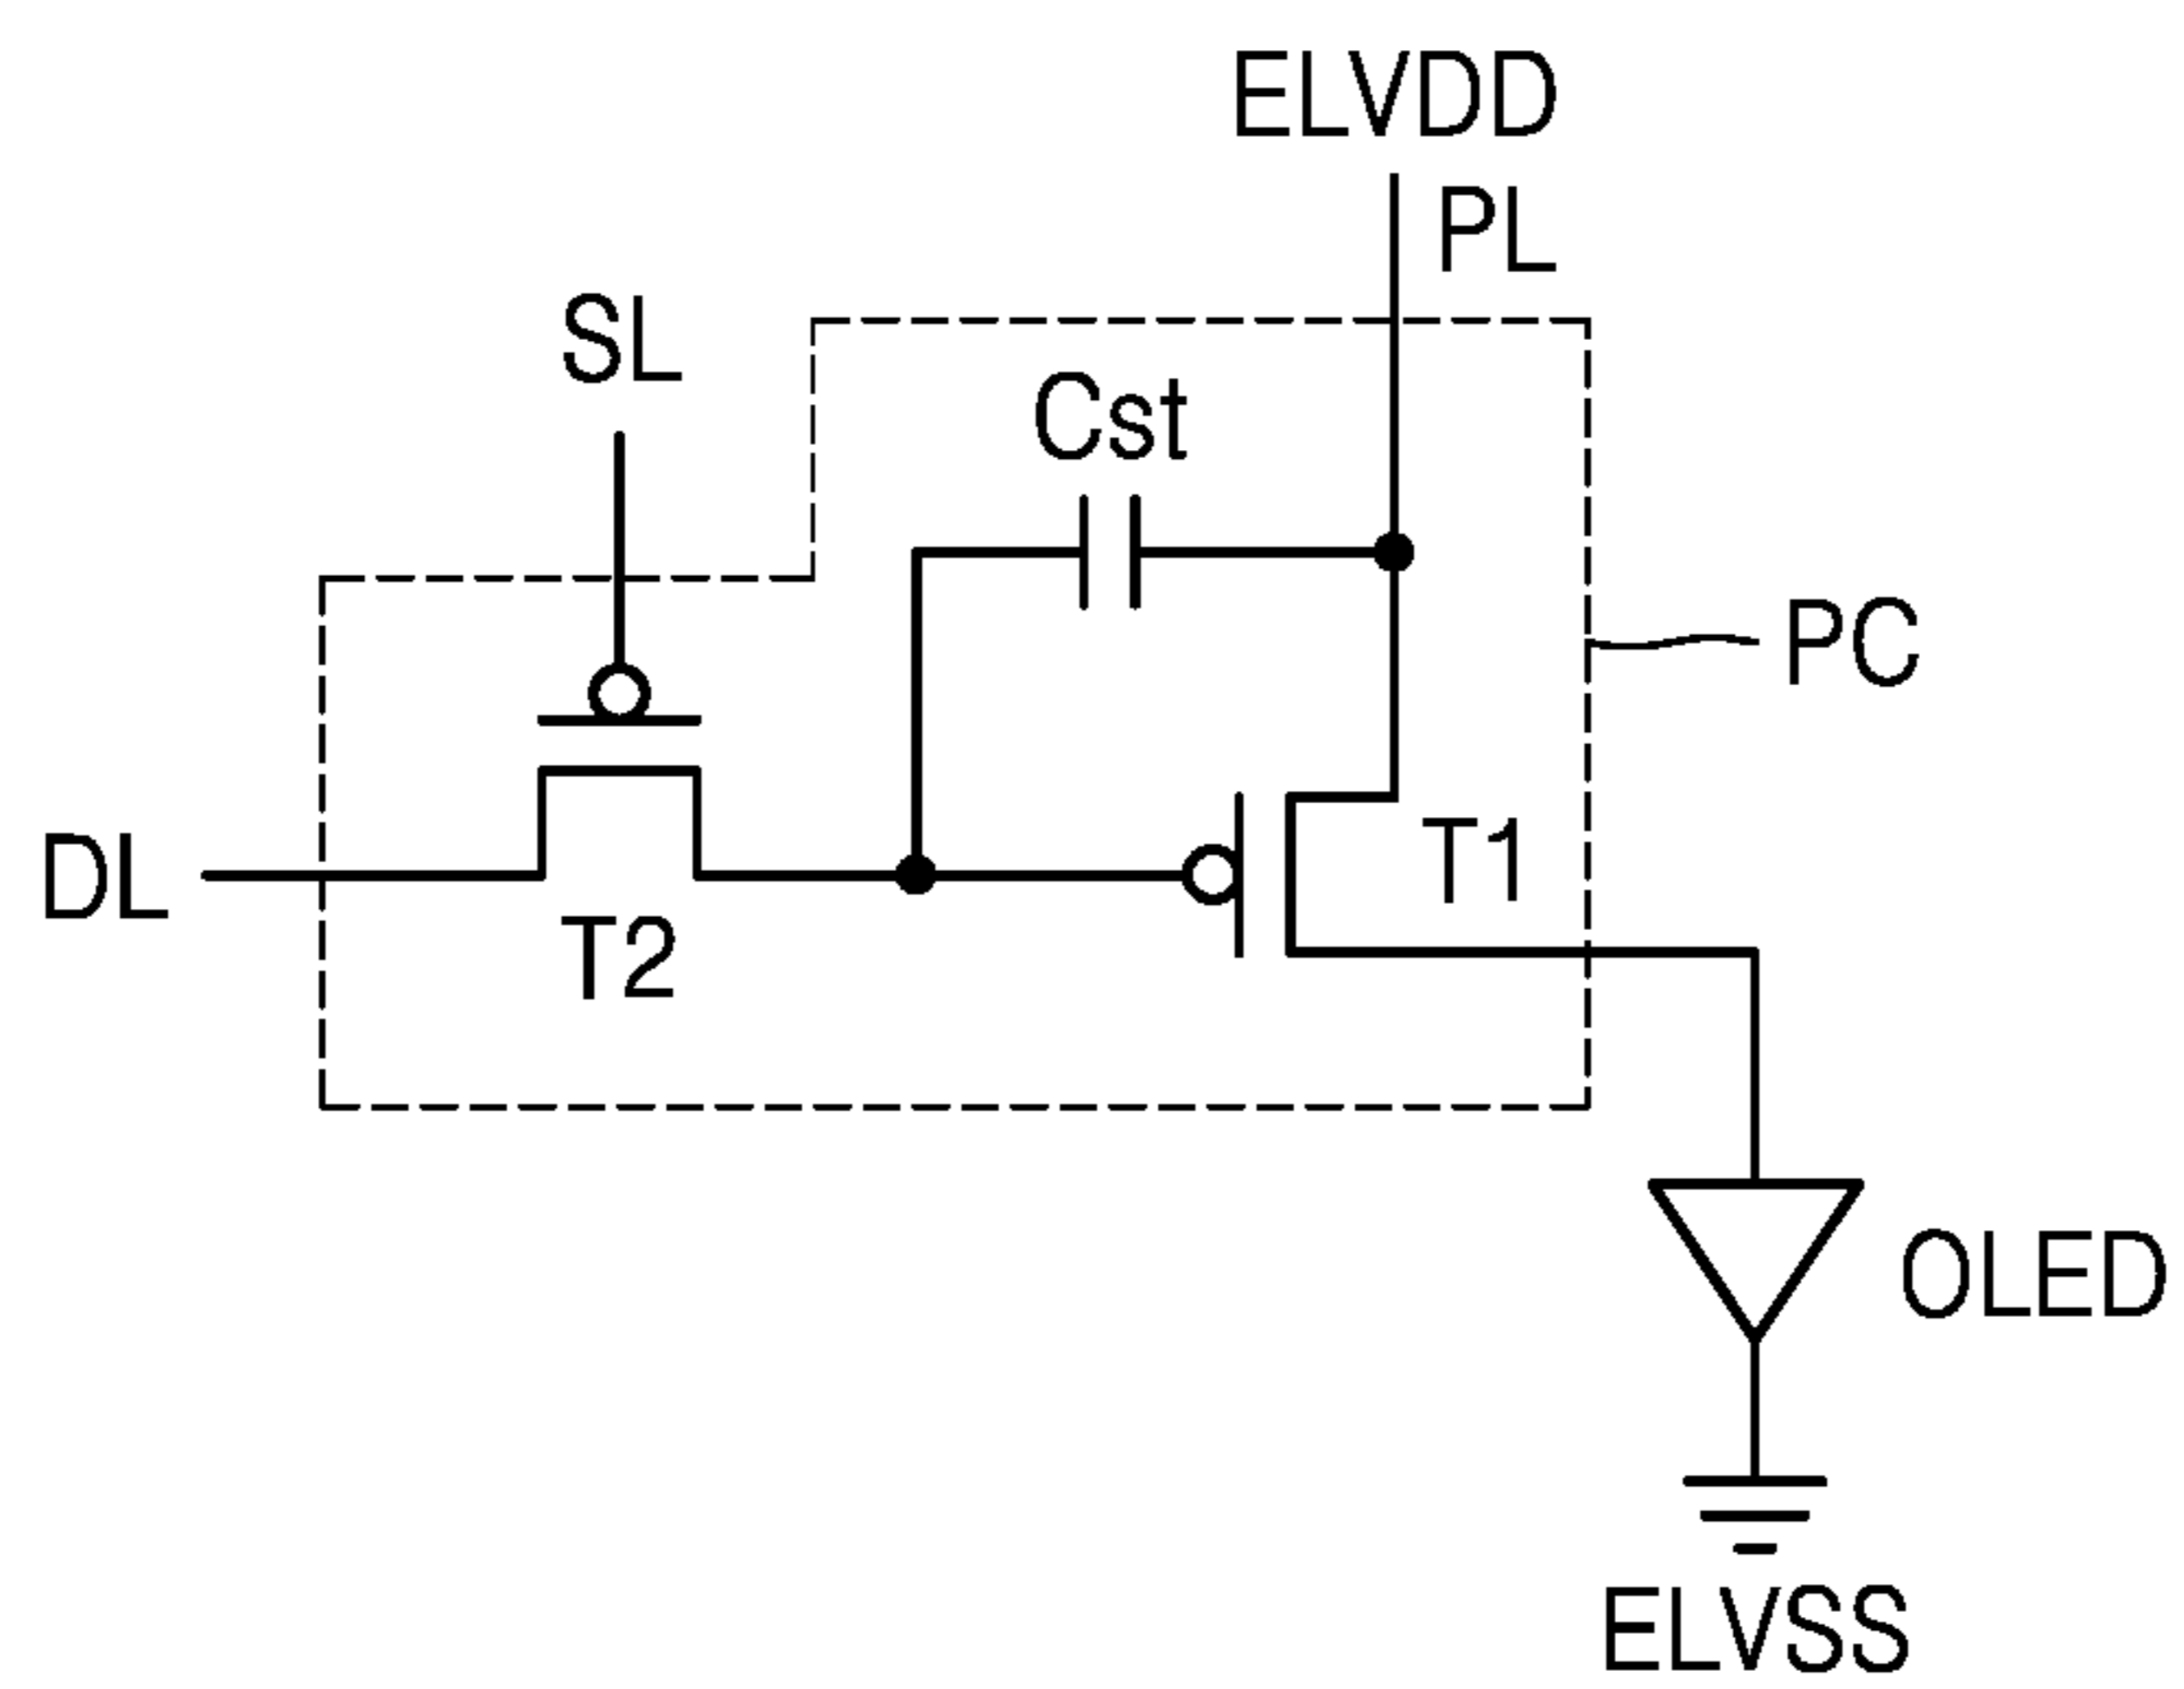 ELVDD
PL
SL
Cst
PC
DL
T1
T2
OLED
ELVSS